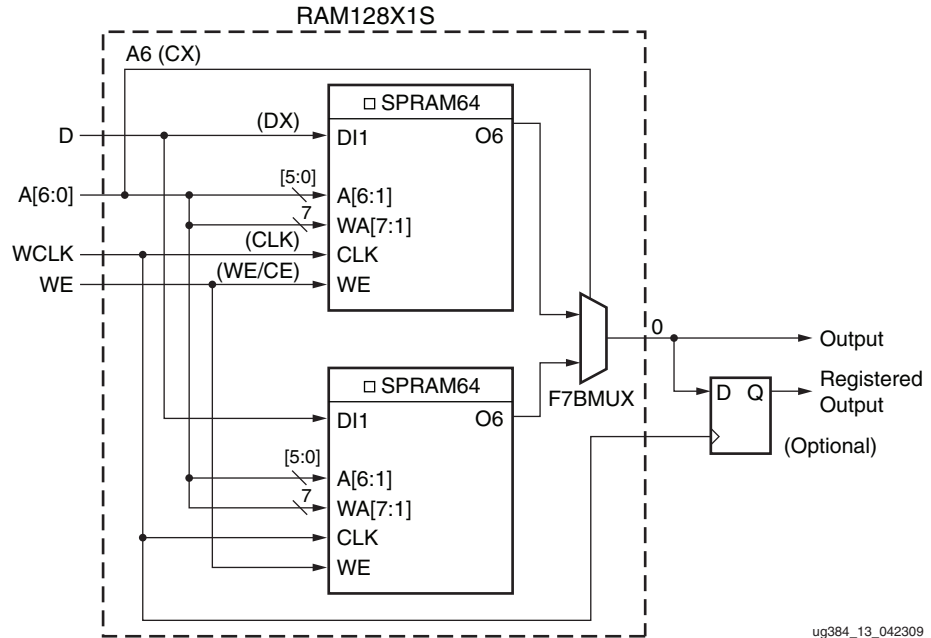 RAM128X1S
A6 (CX)
□ SPRAM64
D
(DX)
DI1
O6
A[6:0]
[5:0]
A[6:1]
7
WA[7:1]
WCLK
(CLK)
CLK
WE
(WE/CE)
WE
0
Output
F7BMUX
D Q
Registered
Output
(Optional)
□ SPRAM64
DI1
O6
[5:0]
A[6:1]
7
WA[7:1]
CLK
WE
ug384_13_042309